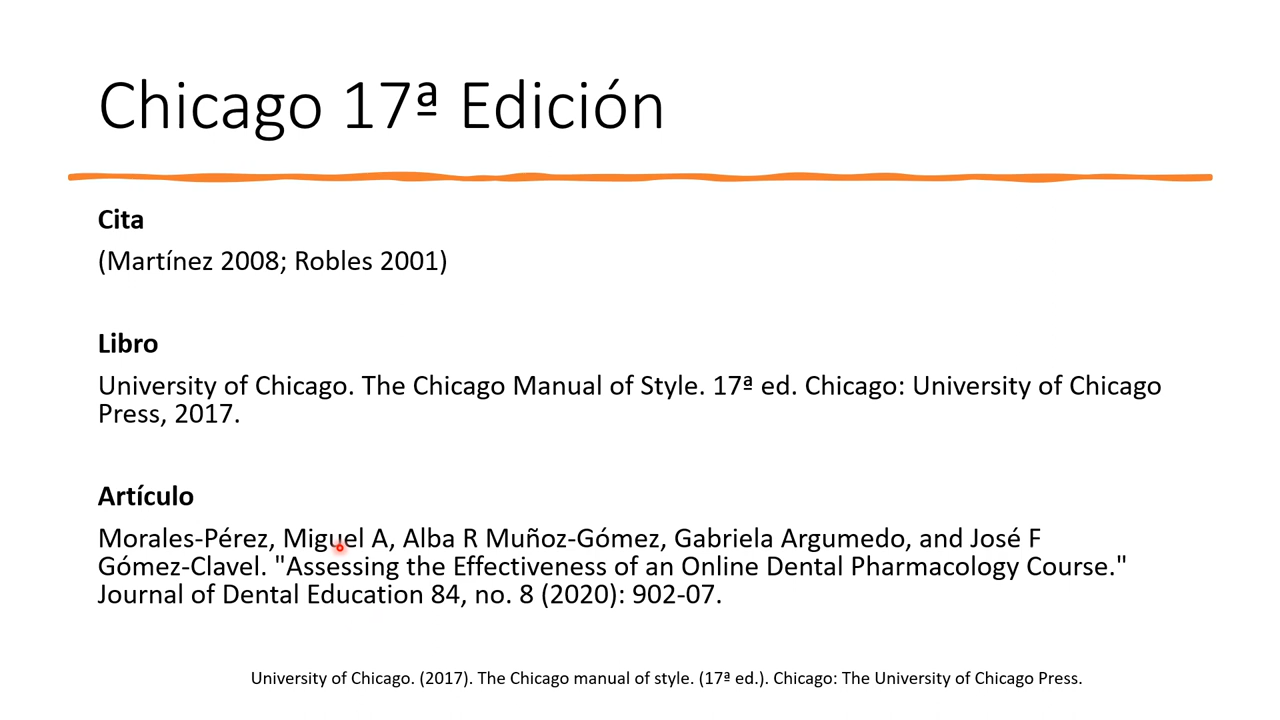 Chicago 17ª Edición
Cita
(Martínez 2008; Robles 2001)
Libro
University of Chicago. The Chicago Manual of Style. 17ª ed. Chicago: University of Chicago
Press, 2017.
Artículo
Morales-Pérez, Miguel A, Alba R Muñoz-Gómez, Gabriela Argumedo, and José F
Gómez-Clavel. "Assessing the Effectiveness of an Online Dental Pharmacology Course."
Journal of Dental Education 84, no. 8 (2020): 902-07.
University of Chicago. (2017). The Chicago manual of style. (17ª ed.). Chicago: The University of Chicago Press.